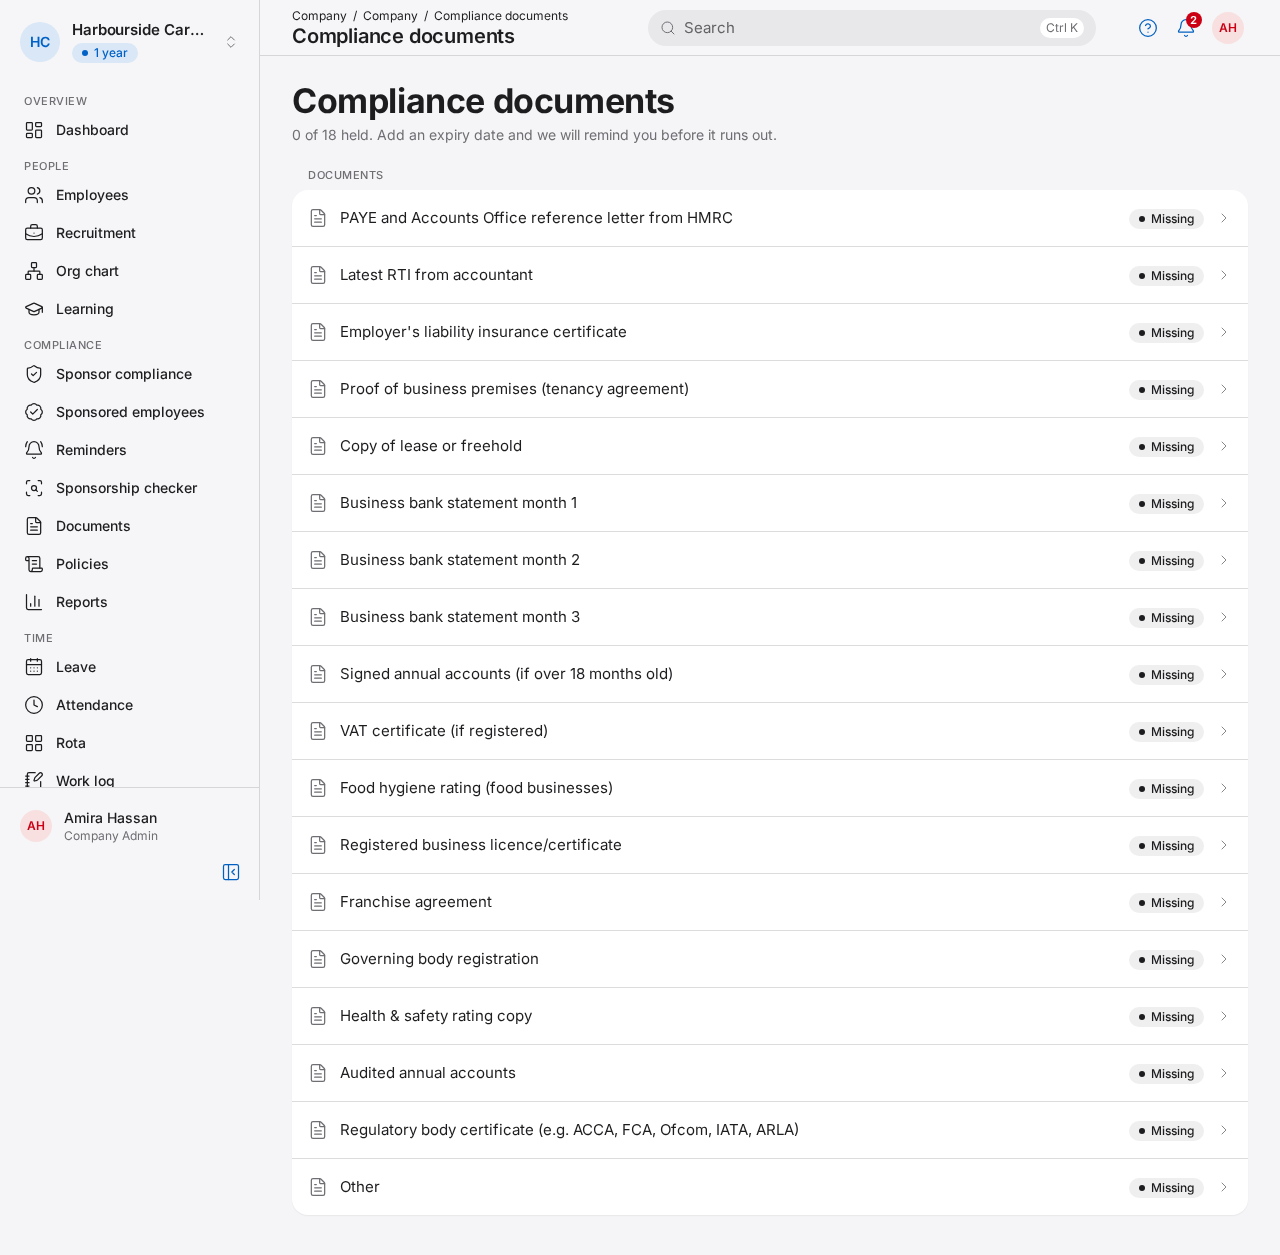 HC
Harbourside Car...
1 year
OVERVIEW
Dashboard
PEOPLE
Employees
Recruitment
Org chart
Learning
COMPLIANCE
Sponsor compliance
Sponsored employees
Reminders
Sponsorship checker
Documents
Policies
Reports
TIME
Leave
Attendance
Rota
Work log
AH
Amira Hassan
Company Admin
Company / Company / Compliance documents
Compliance documents
Search
Ctrl K
2
AH
Compliance documents
0 of 18 held. Add an expiry date and we will remind you before it runs out.
DOCUMENTS
PAYE and Accounts Office reference letter from HMRC Missing
Latest RTI from accountant Missing
Employer's liability insurance certificate Missing
Proof of business premises (tenancy agreement) Missing
Copy of lease or freehold Missing
Business bank statement month 1 Missing
Business bank statement month 2 Missing
Business bank statement month 3 Missing
Signed annual accounts (if over 18 months old) Missing
VAT certificate (if registered) Missing
Food hygiene rating (food businesses) Missing
Registered business licence/certificate Missing
Franchise agreement Missing
Governing body registration Missing
Health & safety rating copy Missing
Audited annual accounts Missing
Regulatory body certificate (e.g. ACCA, FCA, Ofcom, IATA, ARLA) Missing
Other Missing